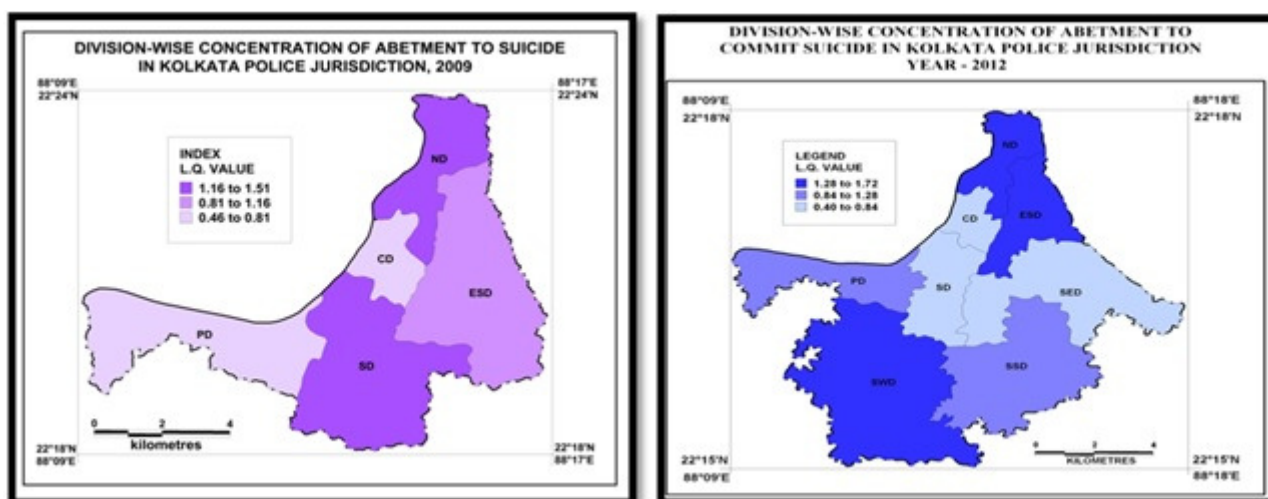 DIVISION-WISE CONCENTRATION OF ABETMENT TO SUICIDE
IN KOLKATA POLICE JURISDICTION, 2009
88°09'E
22°24'N
88°17'E
22°24'N
INDEX
L.Q. VALUE
1.16 to 1.51
0.81 to 1.16
0.46 to 0.81
ND
CD
ESD
PD
SD
0 2 4
kilometres
22°18'N
88°09'E
22°18'N
88°17'E
DIVISION-WISE CONCENTRATION OF ABETMENT TO
COMMIT SUICIDE IN KOLKATA POLICE JURISDICTION
YEAR - 2012
88°09'E
22°18'N
88°18'E
22°18'N
LEGEND
L.Q. VALUE
1.28 to 1.72
0.84 to 1.28
0.40 to 0.84
ND
CD
ESD
PD
SD
SED
SWD
SSD
0 2 4
KILOMETRES
22°15'N
88°09'E
22°15'N
88°18'E